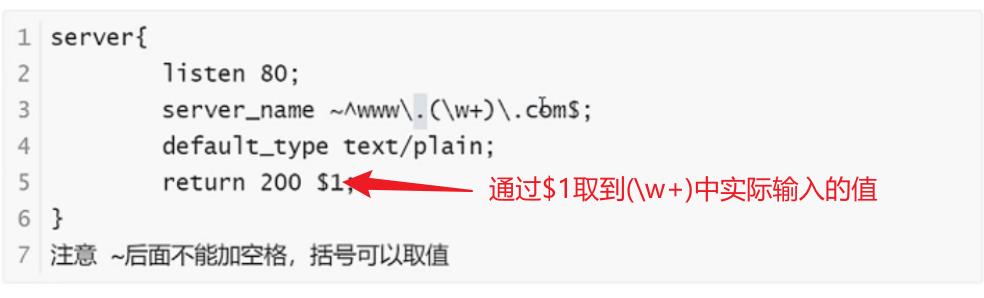 1 server{
2 listen 80;
3 server_name ~^www\.(\w+)\.com$;
4 default_type text/plain;
5 return 200 $1; 通过$1取到(\w+)中实际输入的值
6 }
7 注意 ~后面不能加空格，括号可以取值